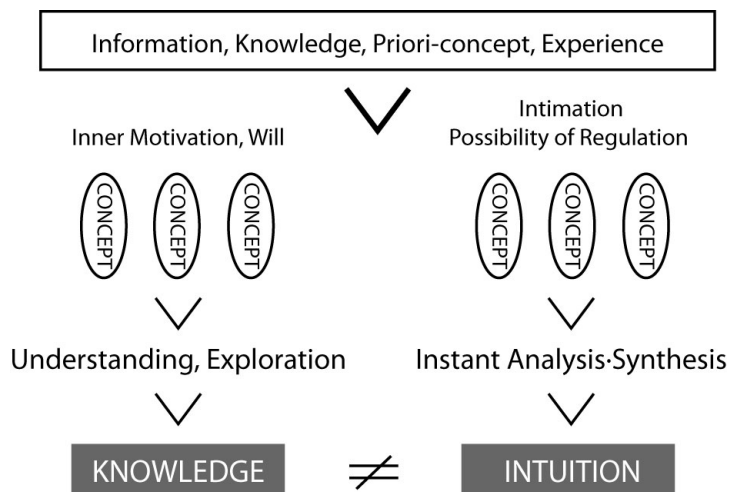 Information, Knowledge, Priori-concept, Experience
Inner Motivation, Will
Intimation
Possibility of Regulation
CONCEPT
CONCEPT
CONCEPT
CONCEPT
CONCEPT
CONCEPT
Understanding, Exploration
Instant Analysis·Synthesis
KNOWLEDGE
≠
INTUITION